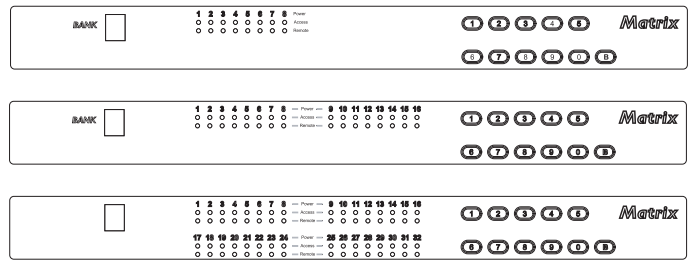 1 2 3 4 5 6 7 8 Power
BANK Access
Remote
1 2 3 4 5 Matrix
6 7 8 9 0 B
1 2 3 4 5 6 7 8 — Power — 9 10 11 12 13 14 15 16
BANK — Access —
— Remote —
1 2 3 4 5 Matrix
6 7 8 9 0 B
1 2 3 4 5 6 7 8 — Power — 9 10 11 12 13 14 15 16
— Access —
— Remote —
17 18 19 20 21 22 23 24 — Power — 25 26 27 28 29 30 31 32
— Access —
— Remote —
1 2 3 4 5 Matrix
6 7 8 9 0 B